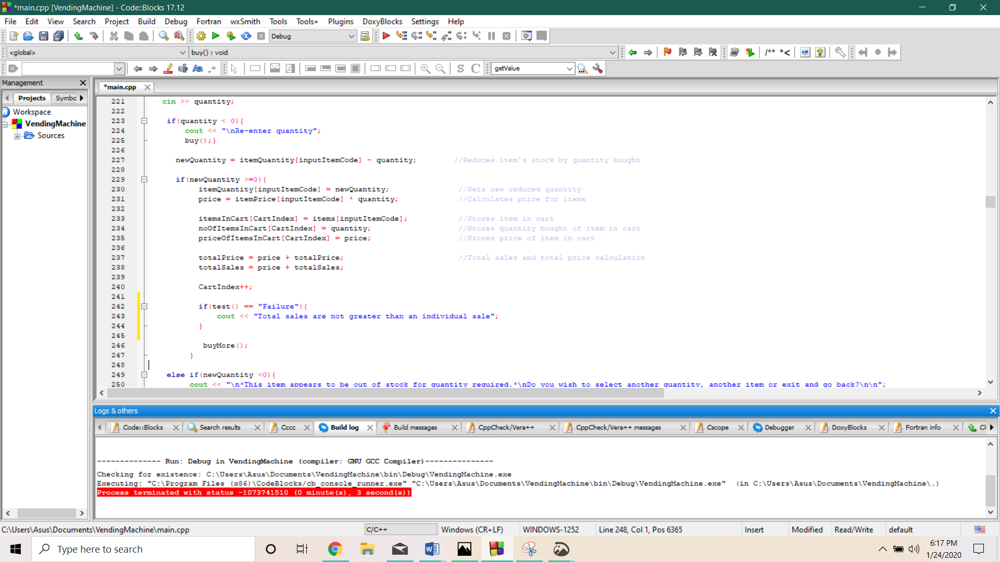 *main.cpp [VendingMachine] - Code::Blocks 17.12
File Edit View Search Project Build Debug Fortran wxSmith Tools Tools+ Plugins DoxyBlocks Settings Help
Debug
<global> buy() : void
/** *<
Aa .* S C getValue
Management
*main.cpp
Projects Symbo
Workspace
VendingMachine
Sources
221 cin >> quantity;
222
223 if(quantity < 0){
224 cout << "\nRe-enter quantity";
225 buy();}
226
227 newQuantity = itemQuantity[inputItemCode] - quantity; //Reduces item's stock by quantity bought
228
229 if(newQuantity >=0){
230 itemQuantity[inputItemCode] = newQuantity; //Sets new reduced quantity
231 price = itemPrice[inputItemCode] * quantity; //Calculates price for items
232
233 itemsInCart[CartIndex] = items[inputItemCode]; //Stores item in cart
234 noOfItemsInCart[CartIndex] = quantity; //Stores quantity bought of item in cart
235 priceOfItemsInCart[CartIndex] = price; //Stores price of item in cart
236
237 totalPrice = price + totalPrice; //Total sales and total price calculation
238 totalSales = price + totalSales;
239
240 CartIndex++;
241
242 if(test() == "Failure"){
243 cout << "Total sales are not greater than an individual sale";
244 }
245
246 buyMore();
247 }
248
249 else if(newQuantity <0){
250 cout << "\n*This item appears to be out of stock for quantity required.*\nDo you wish to select another quantity, another item or exit and go back?\n\n";
Logs & others
Code::Blocks Search results Cccc Build log Build messages CppCheck/Vera++ CppCheck/Vera++ messages Cscope Debugger DoxyBlocks Fortran info Cl
-------------- Run: Debug in VendingMachine (compiler: GNU GCC Compiler)---------------
Checking for existence: C:\Users\Asus\Documents\VendingMachine\bin\Debug\VendingMachine.exe
Executing: "C:\Program Files (x86)\CodeBlocks/cb_console_runner.exe" "C:\Users\Asus\Documents\VendingMachine\bin\Debug\VendingMachine.exe" (in C:\Users\Asus\Documents\VendingMachine\.)
Process terminated with status -1073741510 (0 minute(s), 3 second(s))
C:\Users\Asus\Documents\VendingMachine\main.cpp C/C++ Windows (CR+LF) WINDOWS-1252 Line 248, Col 1, Pos 6365 Insert Modified Read/Write default
Type here to search
6:17 PM
1/24/2020